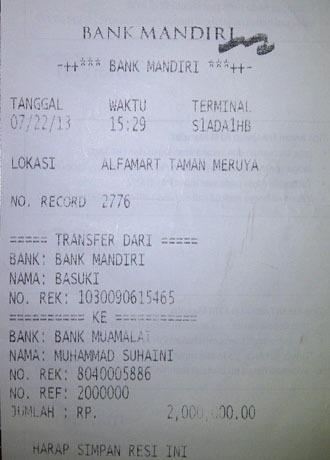 BANK MANDIRI
-++*** BANK MANDIRI ***++-
TANGGAL WAKTU TERMINAL
07/22/13 15:29 S1ADA1HB
LOKASI ALFAMART TAMAN MERUYA
NO. RECORD 2776
===== TRANSFER DARI =====
BANK: BANK MANDIRI
NAMA: BASUKI
NO. REK: 1030090615465
========== KE ===========
BANK: BANK MUAMALAT
NAMA: MUHAMMAD SUHAINI
NO. REK: 8040005886
NO. REF: 2000000
JUMLAH : RP. 2,000,000.00
HARAP SIMPAN RESI INI